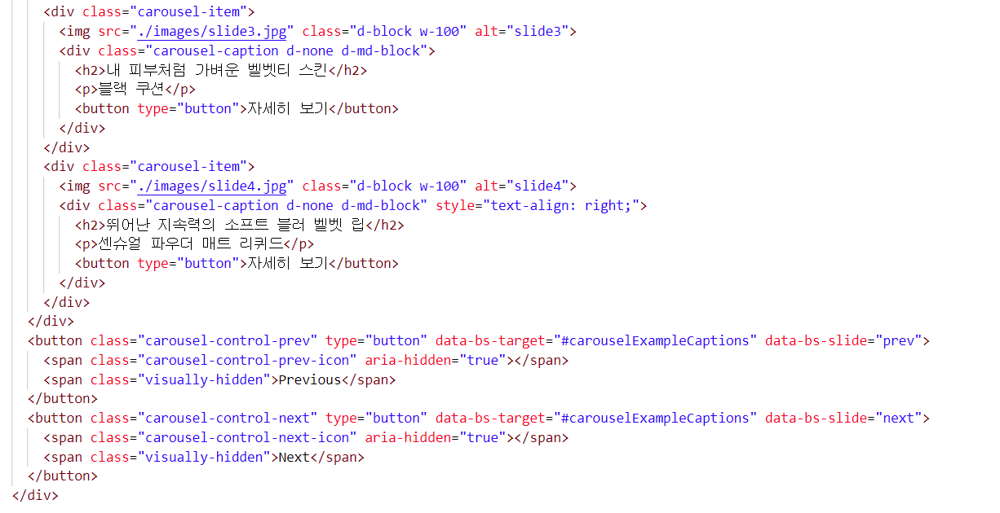 <div class="carousel-item">
<img src="./images/slide3.jpg" class="d-block w-100" alt="slide3">
<div class="carousel-caption d-none d-md-block">
<h2>내 피부처럼 가벼운 벨벳티 스킨</h2>
<p>블랙 쿠션</p>
<button type="button">자세히 보기</button>
</div>
</div>
<div class="carousel-item">
<img src="./images/slide4.jpg" class="d-block w-100" alt="slide4">
<div class="carousel-caption d-none d-md-block" style="text-align: right;">
<h2>뛰어난 지속력의 소프트 블러 벨벳 립</h2>
<p>센슈얼 파우더 매트 리퀴드</p>
<button type="button">자세히 보기</button>
</div>
</div>
</div>
<button class="carousel-control-prev" type="button" data-bs-target="#carouselExampleCaptions" data-bs-slide="prev">
<span class="carousel-control-prev-icon" aria-hidden="true"></span>
<span class="visually-hidden">Previous</span>
</button>
<button class="carousel-control-next" type="button" data-bs-target="#carouselExampleCaptions" data-bs-slide="next">
<span class="carousel-control-next-icon" aria-hidden="true"></span>
<span class="visually-hidden">Next</span>
</button>
</div>